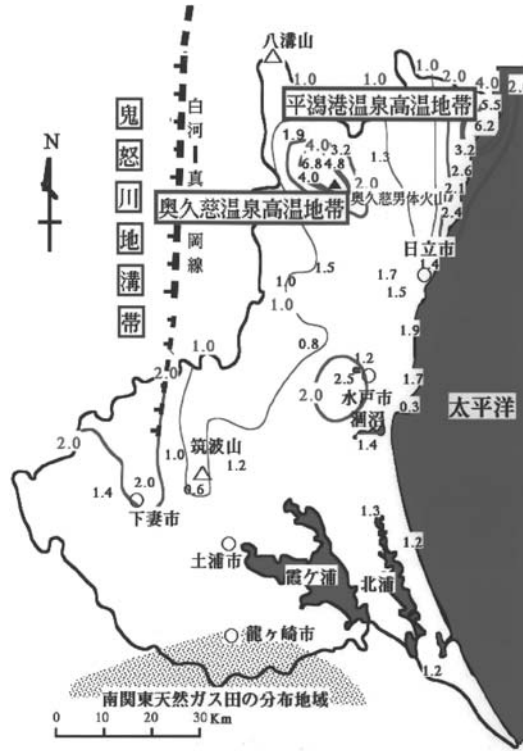 八溝山
1.0
1.0
1.0
2.0
4.0
2.0
5.5
6.2
平潟港温泉高温地帯
1.9
4.0
3.2
6.8
4.8
4.0
2.0
1.3
3.2
2.6
2.1
2.4
鬼怒川地溝帯
白河ー真岡線
N
奥久慈男体火山
奥久慈温泉高温地帯
日立市
1.4
1.7
1.5
1.5
1.0
1.0
0.8
1.9
1.2
2.5
水戸市
2.0
1.7
0.3
涸沼
1.4
太平洋
1.0
2.0
2.0
1.0
筑波山
1.2
0.6
1.4
2.0
下妻市
土浦市
霞ケ浦
北浦
1.3
1.2
龍ヶ崎市
1.2
南関東天然ガス田の分布地域
0 10 20 30 Km